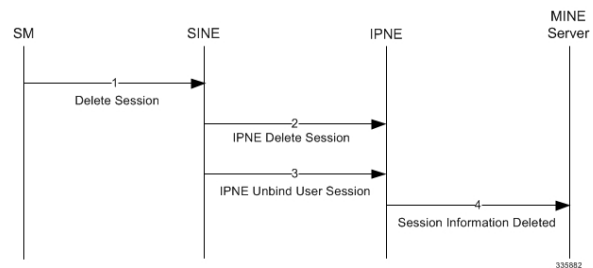 SM
SINE
IPNE
MINE
Server
1
Delete Session
2
IPNE Delete Session
3
IPNE Unbind User Session
4
Session Information Deleted
335882